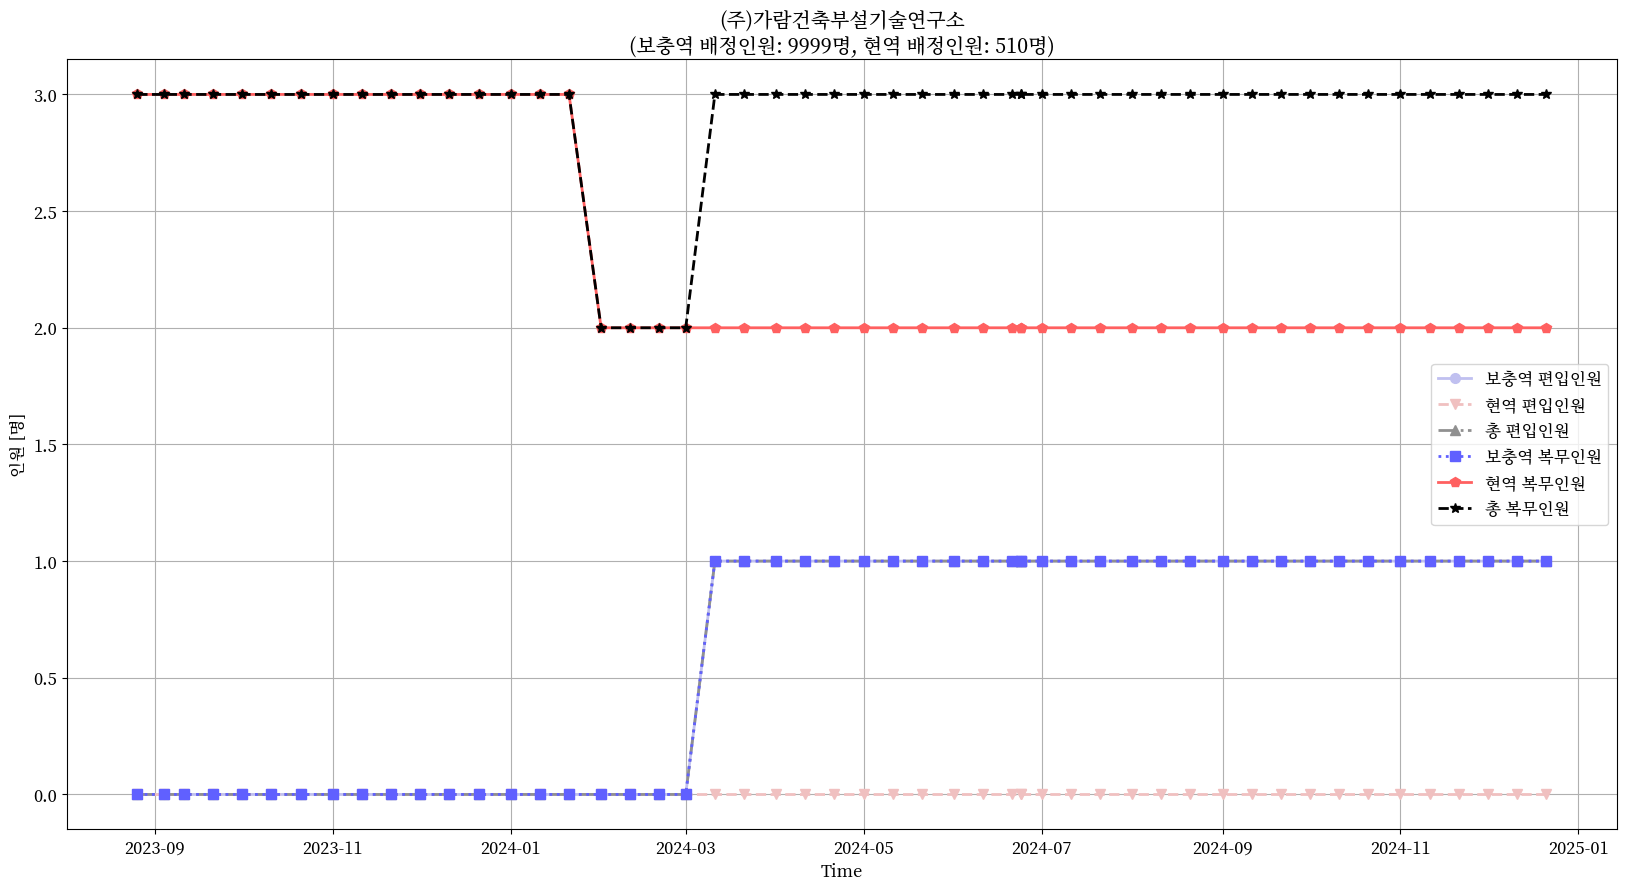 (주)가람건축부설기술연구소
(보충역 배정인원: 9999명, 현역 배정인원: 510명)
3.0
2.5
2.0
1.5
1.0
0.5
0.0
인원 [명]
보충역 편입인원
현역 편입인원
총 편입인원
보충역 복무인원
현역 복무인원
총 복무인원
2023-09
2023-11
2024-01
2024-03
2024-05
2024-07
2024-09
2024-11
2025-01
Time